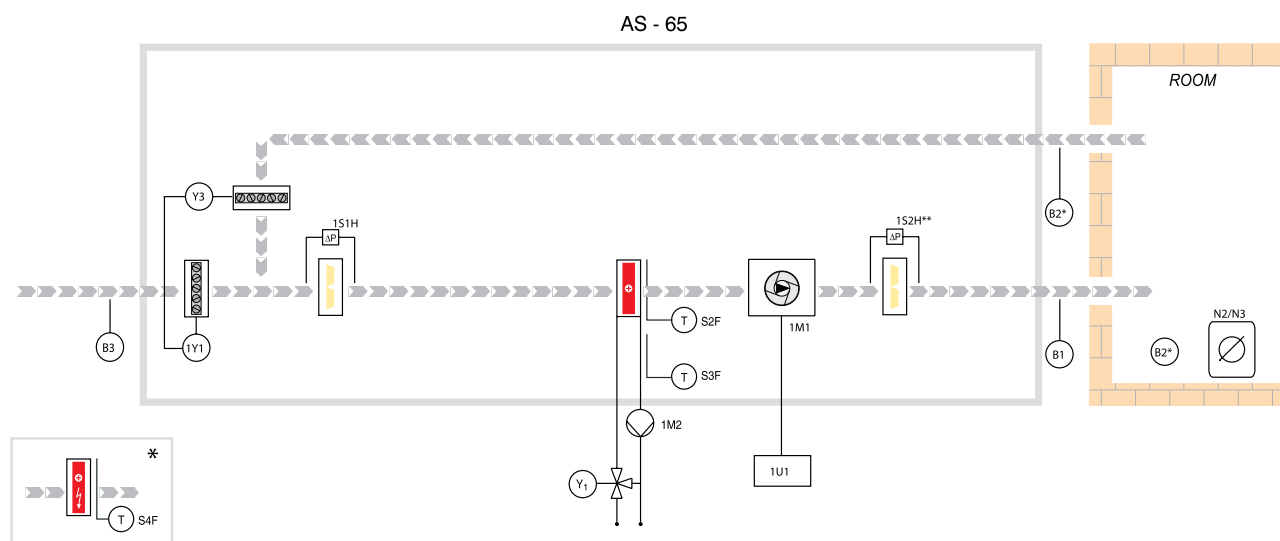 AS - 65
ROOM
Y3
1S1H
ΔP
1S2H**
ΔP
B2*
B3
1Y1
T
S2F
1M1
T
S3F
B1
B2*
N2/N3
1M2
Y1
1U1
*
T
S4F